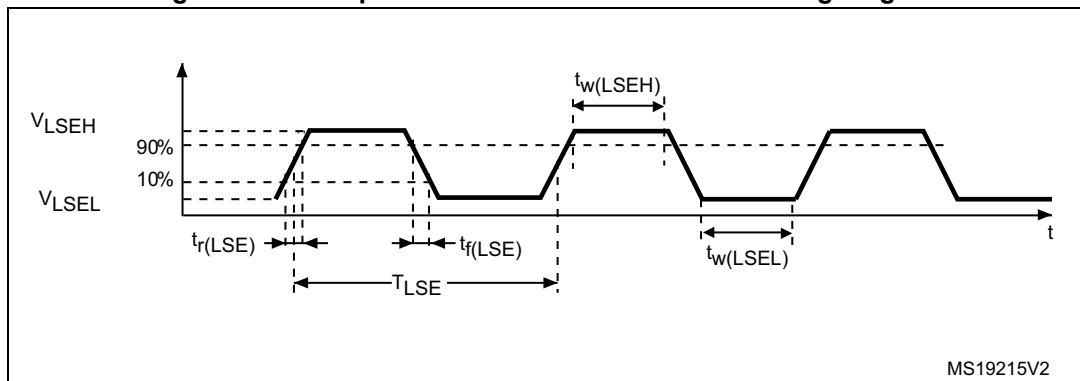 tw(LSEH)
VLSEH
90%
10%
VLSEL
tr(LSE)
tf(LSE)
tw(LSEL)
t
TLSE
MS19215V2